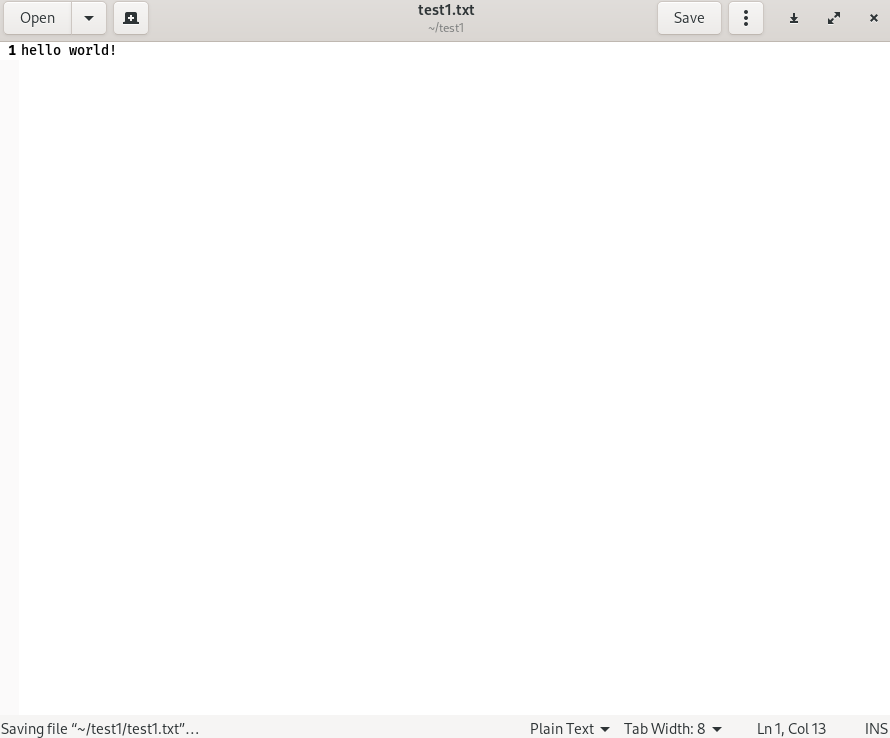 Open
test1.txt
~/test1
Save
1 hello world!
Saving file “~/test1/test1.txt”…
Plain Text
Tab Width: 8
Ln 1, Col 13
INS